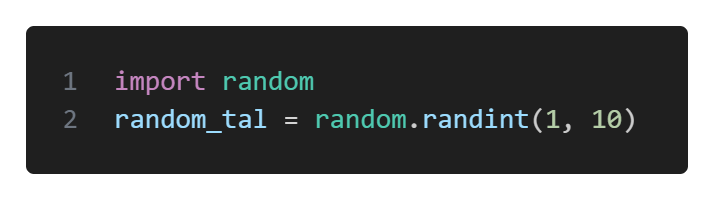 1 import random
2 random_tal = random.randint(1, 10)